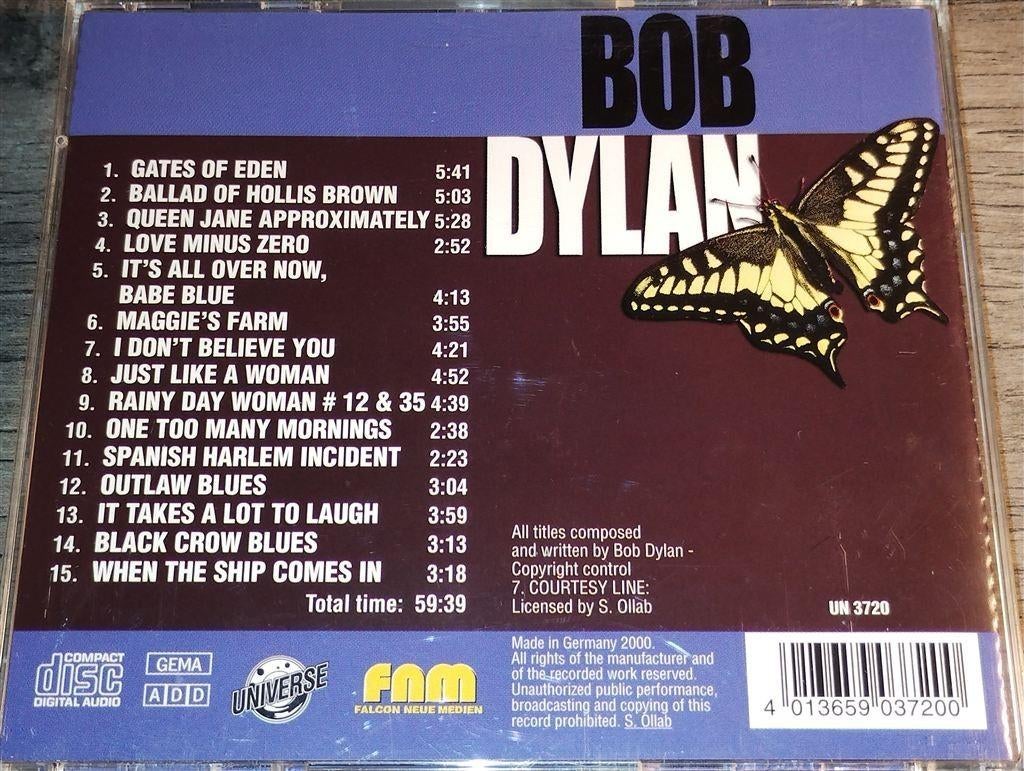 BOB
DYLAN
1. GATES OF EDEN 5:41
2. BALLAD OF HOLLIS BROWN 5:03
3. QUEEN JANE APPROXIMATELY 5:28
4. LOVE MINUS ZERO 2:52
5. IT'S ALL OVER NOW,
BABE BLUE 4:13
6. MAGGIE'S FARM 3:55
7. I DON'T BELIEVE YOU 4:21
8. JUST LIKE A WOMAN 4:52
9. RAINY DAY WOMAN # 12 & 35 4:39
10. ONE TOO MANY MORNINGS 2:38
11. SPANISH HARLEM INCIDENT 2:23
12. OUTLAW BLUES 3:04
13. IT TAKES A LOT TO LAUGH 3:59
14. BLACK CROW BLUES 3:13
15. WHEN THE SHIP COMES IN 3:18
Total time: 59:39
All titles composed
and written by Bob Dylan -
Copyright control
7. COURTESY LINE:
Licensed by S. Ollab
UN 3720
COMPACT
disc
DIGITAL AUDIO
GEMA
ADD
UNIVERSE
FNM
FALCON NEUE MEDIEN
Made in Germany 2000.
All rights of the manufacturer and
of the recorded work reserved.
Unauthorized public performance,
broadcasting and copying of this
record prohibited. S. Ollab
4 013659 037200